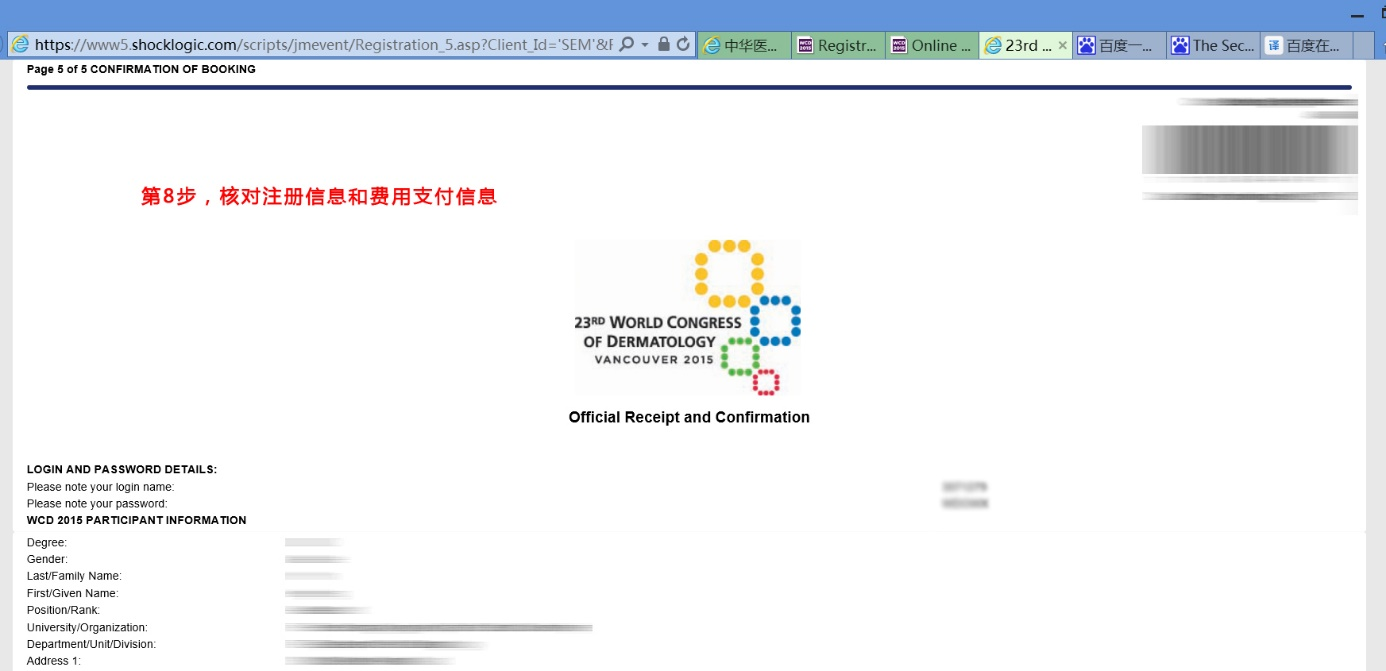 https://www5.shocklogic.com/scripts/jmevent/Registration_5.asp?Client_Id='SEM'&F
中华医...
Registr...
Online ...
23rd ...
百度一...
The Sec...
百度在...
Page 5 of 5 CONFIRMATION OF BOOKING
第8步，核对注册信息和费用支付信息
23RD WORLD CONGRESS
OF DERMATOLOGY
VANCOUVER 2015
Official Receipt and Confirmation
LOGIN AND PASSWORD DETAILS:
Please note your login name:
Please note your password:
WCD 2015 PARTICIPANT INFORMATION
Degree:
Gender:
Last/Family Name:
First/Given Name:
Position/Rank:
University/Organization:
Department/Unit/Division:
Address 1: